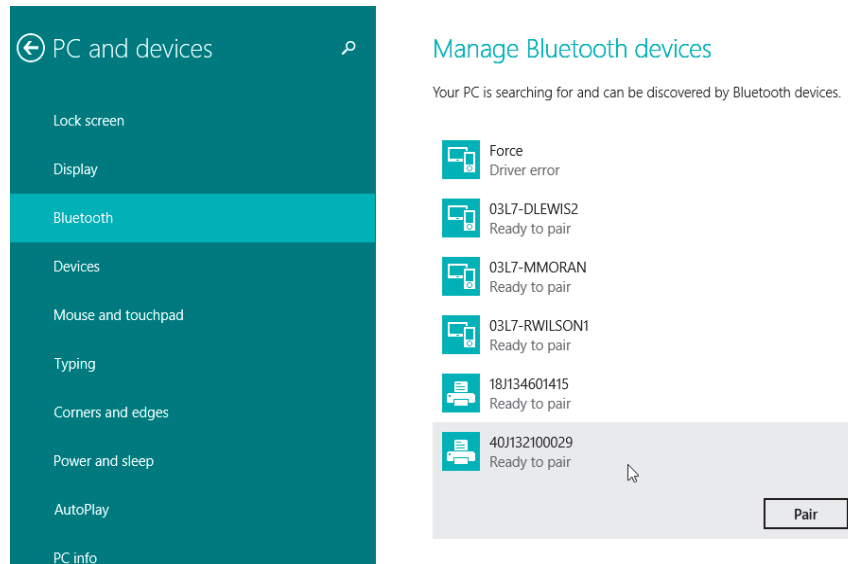 PC and devices
Lock screen
Display
Bluetooth
Devices
Mouse and touchpad
Typing
Corners and edges
Power and sleep
AutoPlay
PC info
Manage Bluetooth devices
Your PC is searching for and can be discovered by Bluetooth devices.
Force
Driver error
03L7-DLEWIS2
Ready to pair
03L7-MMORAN
Ready to pair
03L7-RWILSON1
Ready to pair
18J134601415
Ready to pair
40J132100029
Ready to pair
Pair